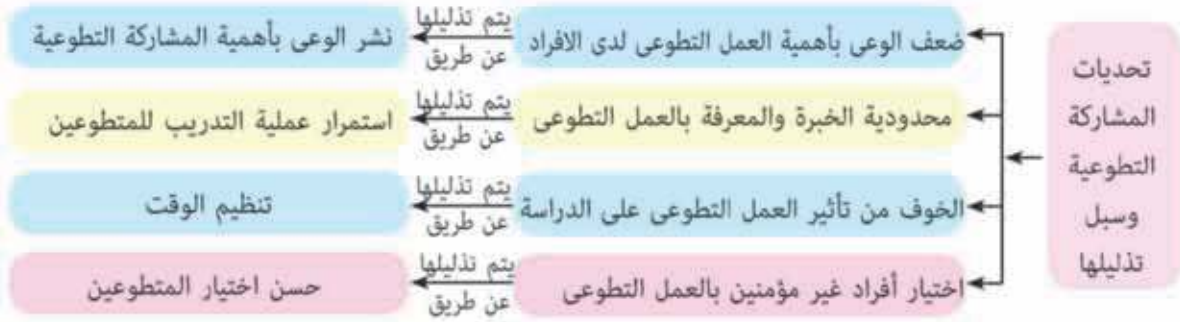 تحديات
المشاركة
التطوعية
وسبل
تذليلها
ضعف الوعى بأهمية العمل التطوعى لدى الافراد
يتم تذليلها
عن طريق
نشر الوعى بأهمية المشاركة التطوعية
محدودية الخبرة والمعرفة بالعمل التطوعى
يتم تذليلها
عن طريق
استمرار عملية التدريب للمتطوعين
الخوف من تأثير العمل التطوعى على الدراسة
يتم تذليلها
عن طريق
تنظيم الوقت
اختيار أفراد غير مؤمنين بالعمل التطوعى
يتم تذليلها
عن طريق
حسن اختيار المتطوعين